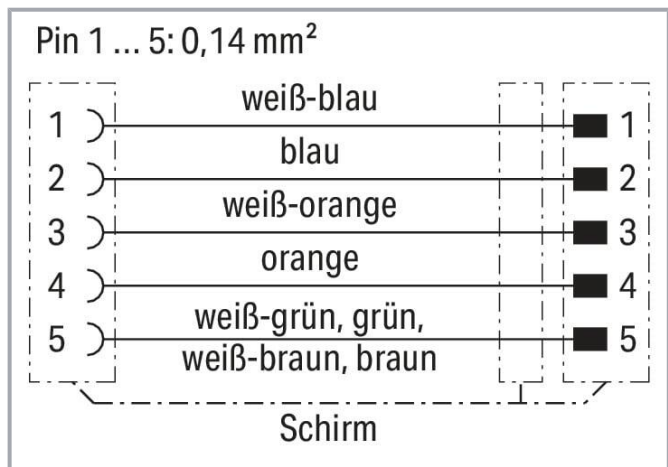 Pin 1 ... 5: 0,14 mm²
1 weiß-blau 1
2 blau 2
3 weiß-orange 3
4 orange 4
5 weiß-grün, grün, weiß-braun, braun 5
Schirm